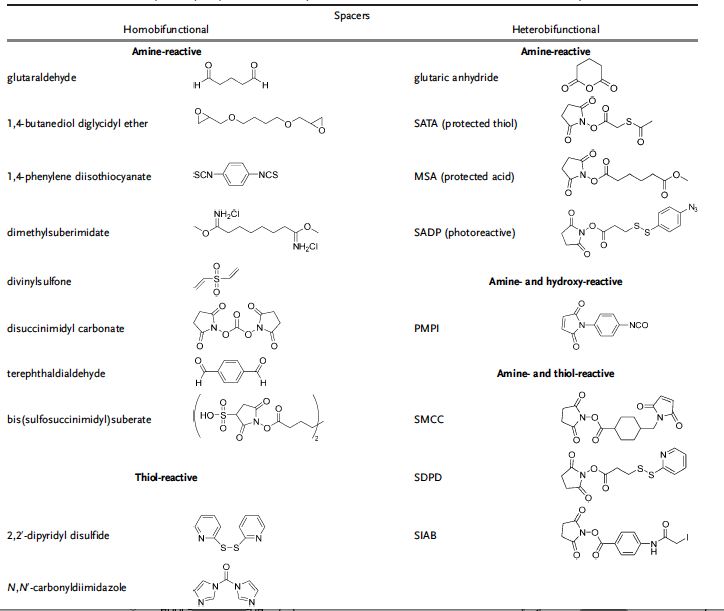 Spacers
Homobifunctional
Heterobifunctional
Amine-reactive
glutaraldehyde
O
O
H
H
1,4-butanediol diglycidyl ether
O
O
O
O
1,4-phenylene diisothiocyanate
SCN
NCS
dimethylsuberimidate
NH2Cl
O
O
NH2Cl
divinylsulfone
O
S
O
disuccinimidyl carbonate
O
O
O
N
O
O
N
O
O
terephthaldialdehyde
O
O
H
H
bis(sulfosuccinimidyl)suberate
O
O
O
HO
S
N
O
O
O
2
Thiol-reactive
2,2'-dipyridyl disulfide
N
S
S
N
N,N'-carbonyldiimidazole
O
N
N
N
N
Amine-reactive
glutaric anhydride
O
O
O
SATA (protected thiol)
O
O
S
N
O
O
O
MSA (protected acid)
O
O
N
O
O
O
O
SADP (photoreactive)
O
N3
N
O
S
S
O
O
Amine- and hydroxy-reactive
PMPI
O
N
NCO
O
Amine- and thiol-reactive
SMCC
O
O
N
O
N
O
O
O
SDPD
O
N
N
O
S
S
O
O
SIAB
O
N
O
O
I
O
O
N
H